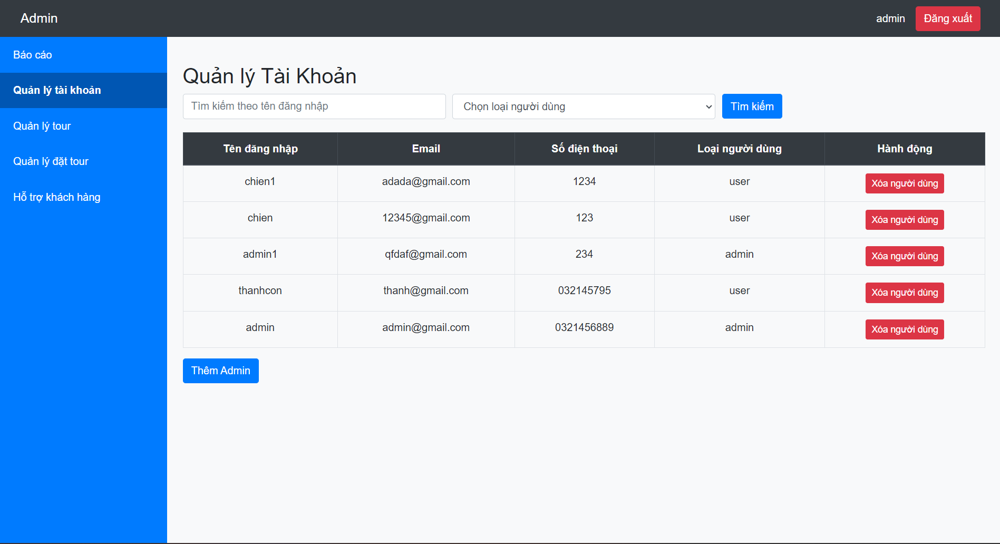 Admin
admin Đăng xuất
Báo cáo
Quản lý tài khoản
Quản lý tour
Quản lý đặt tour
Hỗ trợ khách hàng
Quản lý Tài Khoản
Tìm kiếm theo tên đăng nhập Chọn loại người dùng Tìm kiếm
Tên đăng nhập Email Số điện thoại Loại người dùng Hành động
chien1 adada@gmail.com 1234 user Xóa người dùng
chien 12345@gmail.com 123 user Xóa người dùng
admin1 qfdaf@gmail.com 234 admin Xóa người dùng
thanhcon thanh@gmail.com 032145795 user Xóa người dùng
admin admin@gmail.com 0321456889 admin Xóa người dùng
Thêm Admin